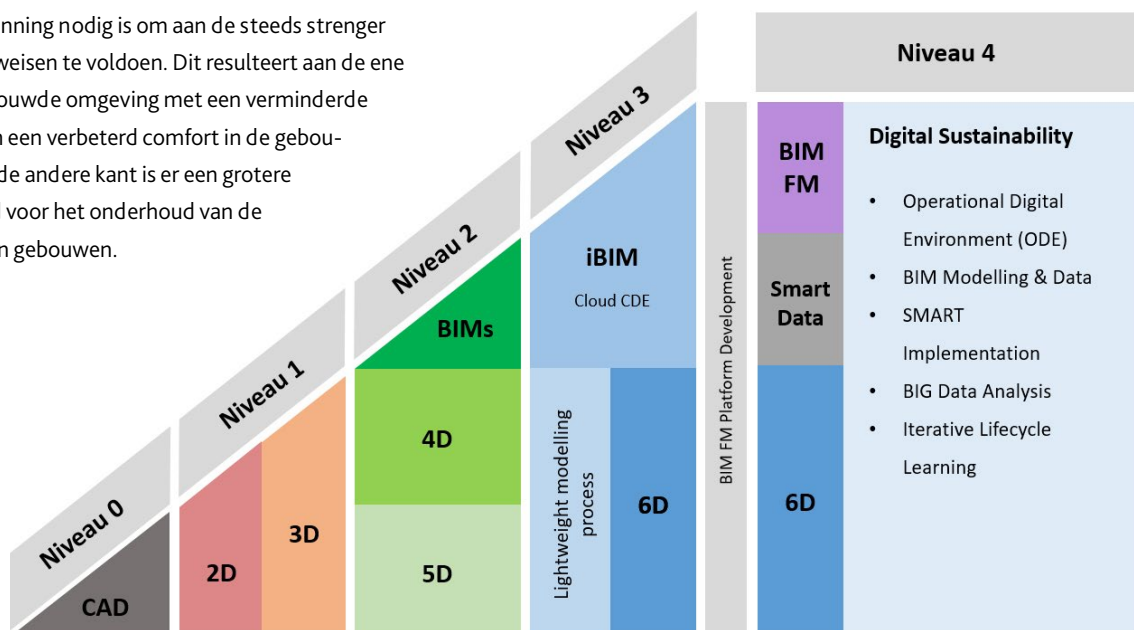 nning nodig is om aan de steeds strenger
weisen te voldoen. Dit resulteert aan de ene
ouwde omgeving met een verminderde
n een verbeterd comfort in de gebou-
de andere kant is er een grotere
voor het onderhoud van de
n gebouwen.
Niveau 0
CAD
Niveau 1
2D
3D
Niveau 2
BIMs
4D
5D
Niveau 3
iBIM
Cloud CDE
Lightweight modelling
process
6D
BIM FM Platform Development
Niveau 4
BIM
FM
Smart
Data
6D
Digital Sustainability
• Operational Digital
Environment (ODE)
• BIM Modelling & Data
• SMART
Implementation
• BIG Data Analysis
• Iterative Lifecycle
Learning